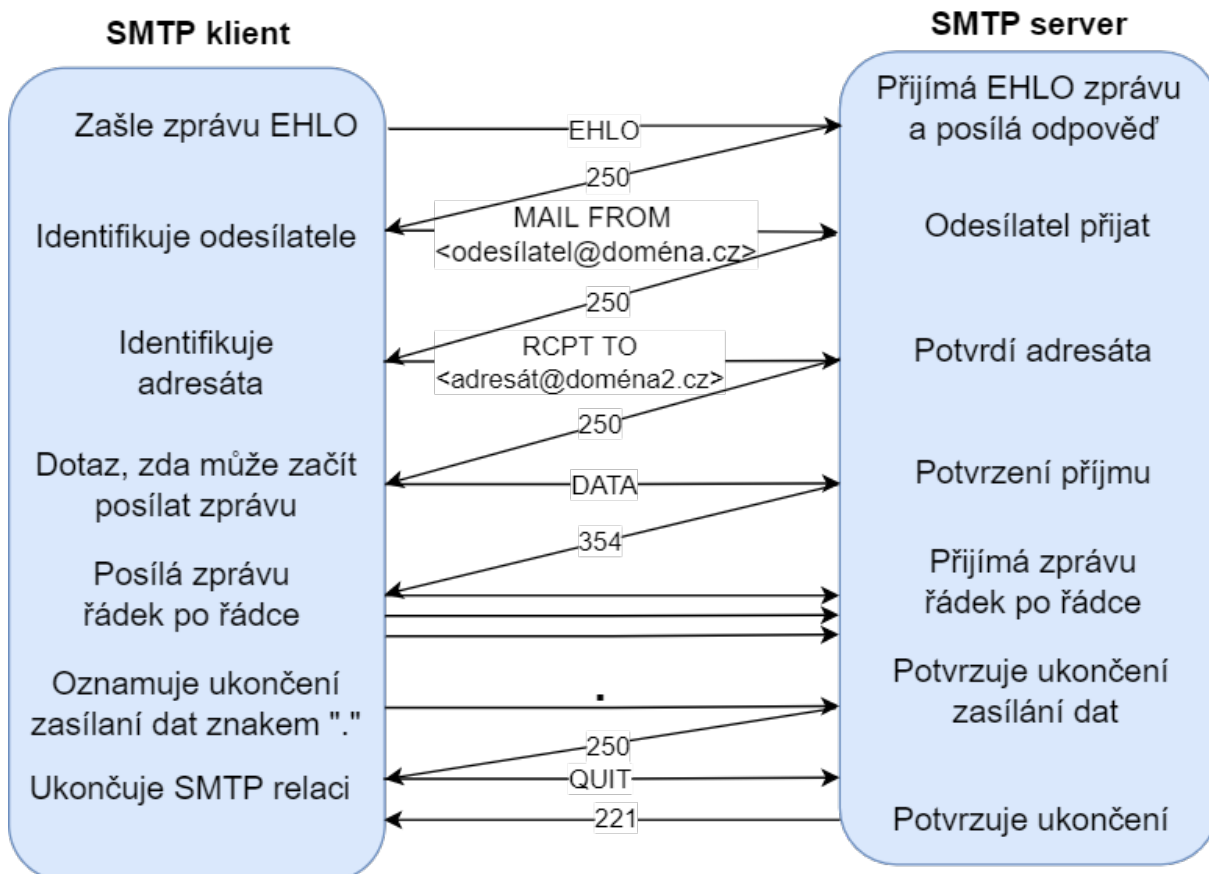 SMTP klient
SMTP server
Zašle zprávu EHLO
EHLO
Přijímá EHLO zprávu
a posílá odpověď
250
Identifikuje odesílatele
MAIL FROM
<odesílatel@doména.cz>
Odesílatel přijat
250
Identifikuje
adresáta
RCPT TO
<adresát@doména2.cz>
Potvrdí adresáta
250
Dotaz, zda může začít
posílat zprávu
DATA
Potvrzení příjmu
354
Posílá zprávu
řádek po řádce
Přijímá zprávu
řádek po řádce
Oznamuje ukončení
zasílaní dat znakem "."
.
Potvrzuje ukončení
zasílání dat
250
Ukončuje SMTP relaci
QUIT
221
Potvrzuje ukončení